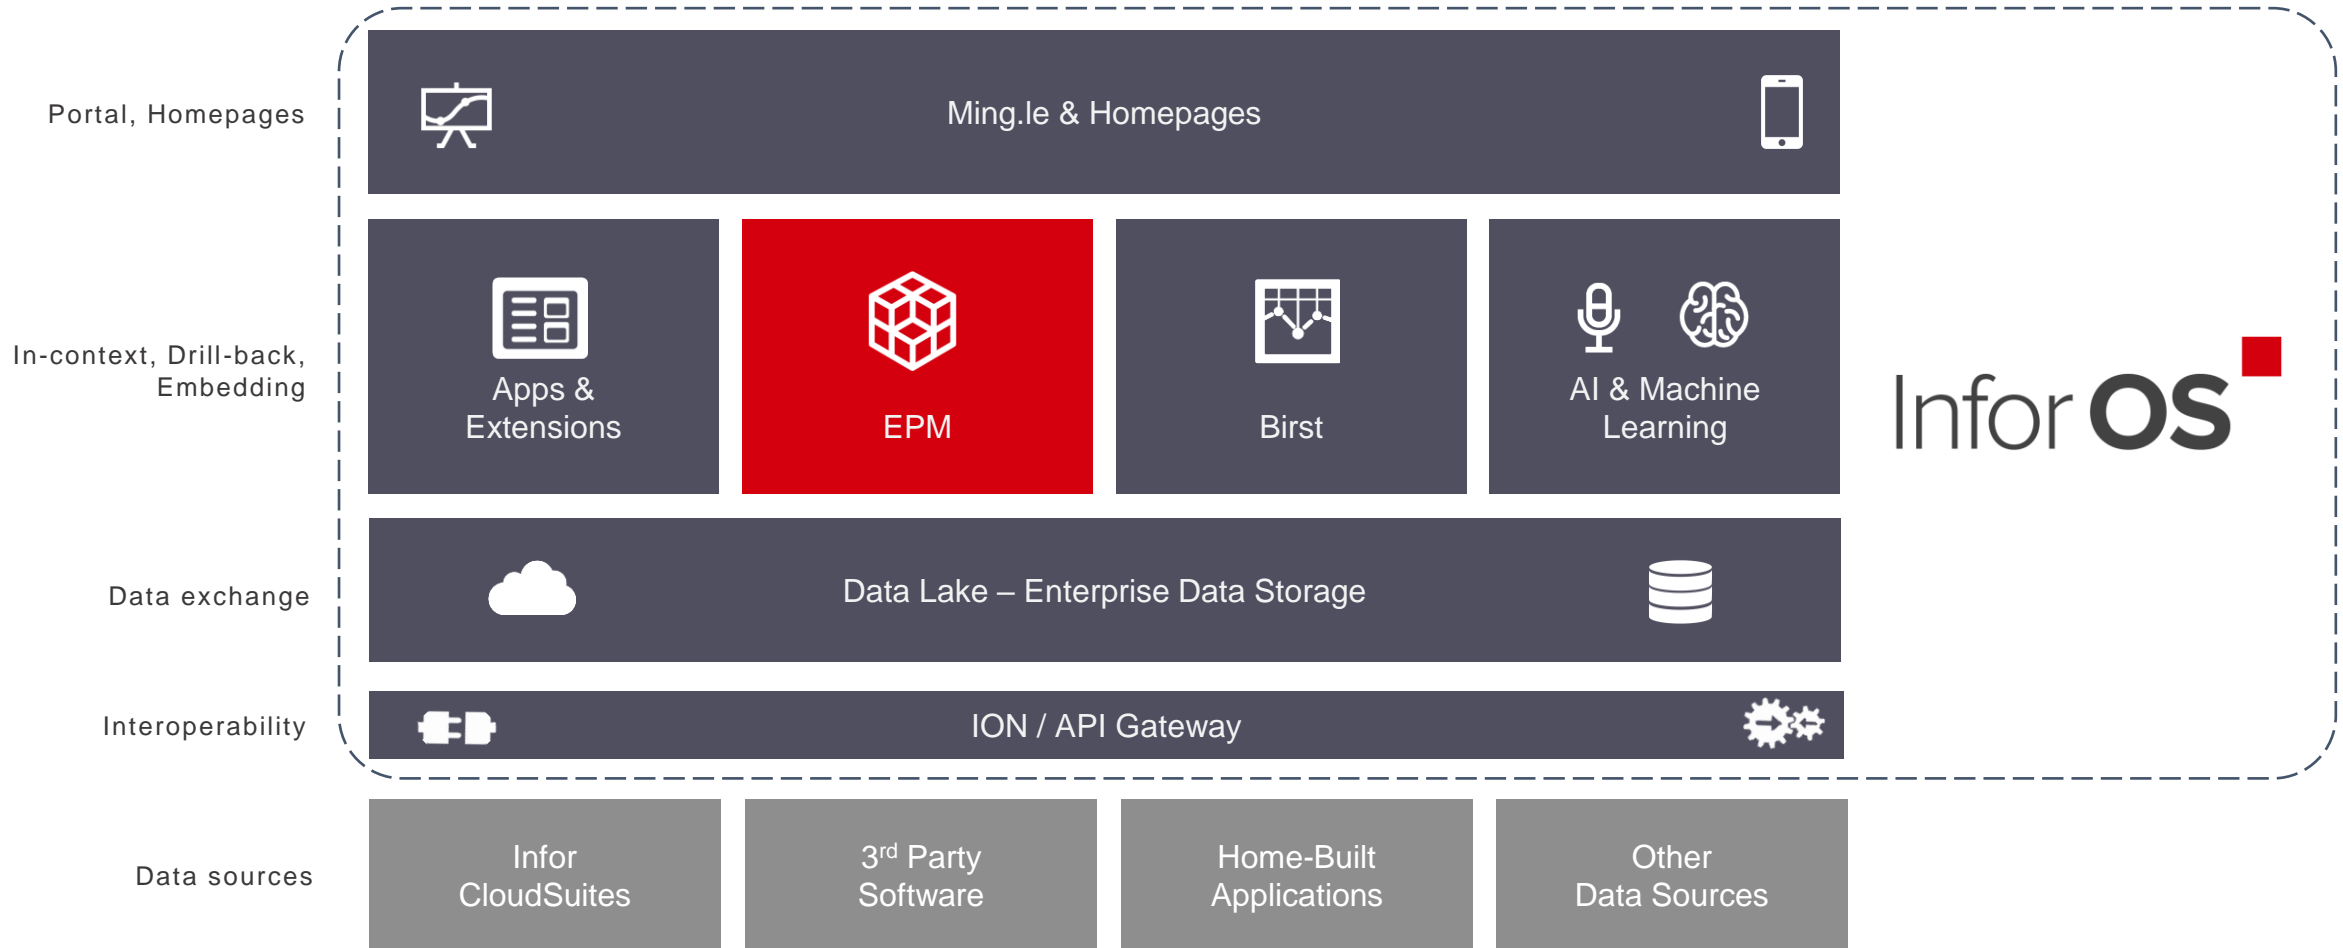 Portal, Homepages
Ming.le & Homepages
In-context, Drill-back,
Embedding
Apps &
Extensions
EPM
Birst
AI & Machine
Learning
Infor OS
Data exchange
Data Lake – Enterprise Data Storage
Interoperability
ION / API Gateway
Data sources
Infor
CloudSuites
3rd Party
Software
Home-Built
Applications
Other
Data Sources